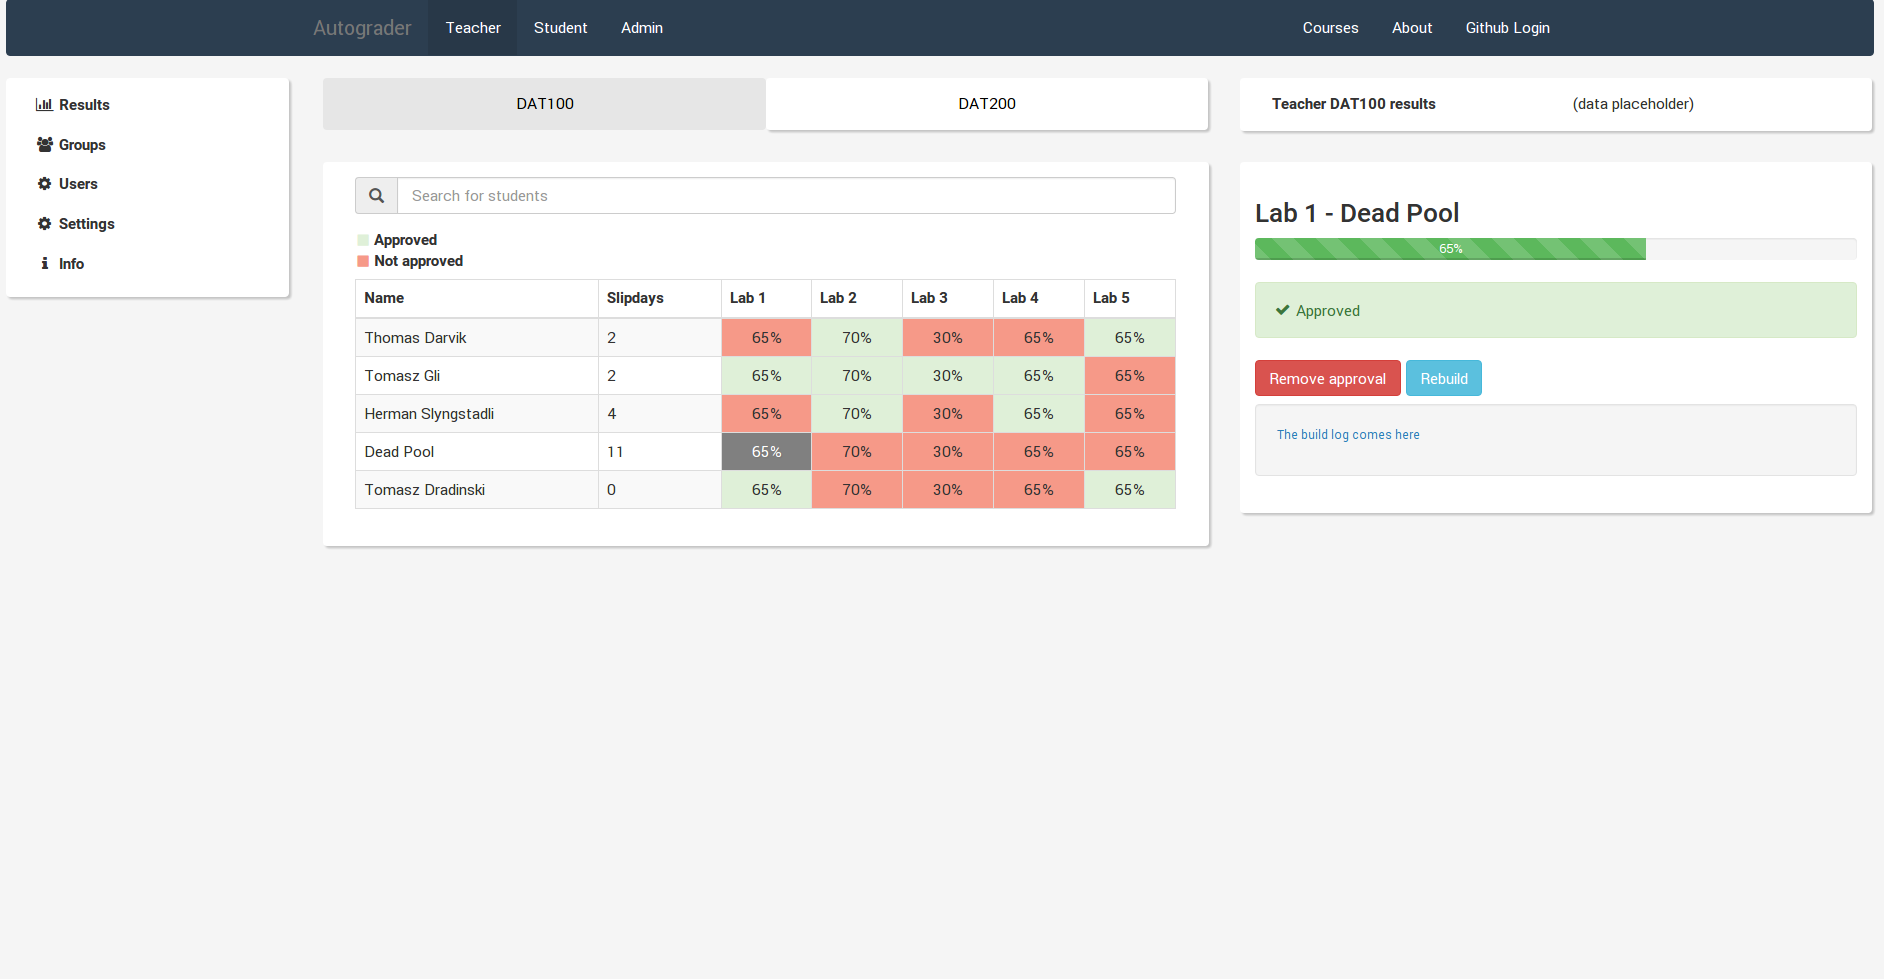 Autograder Teacher Student Admin Courses About Github Login
Results
Groups
Users
Settings
Info
DAT100 DAT200
Search for students
Approved
Not approved
Name Slipdays Lab 1 Lab 2 Lab 3 Lab 4 Lab 5
Thomas Darvik 2 65% 70% 30% 65% 65%
Tomasz Gli 2 65% 70% 30% 65% 65%
Herman Slyngstadli 4 65% 70% 30% 65% 65%
Dead Pool 11 65% 70% 30% 65% 65%
Tomasz Dradinski 0 65% 70% 30% 65% 65%
Teacher DAT100 results (data placeholder)
Lab 1 - Dead Pool
65%
Approved
Remove approval Rebuild
The build log comes here